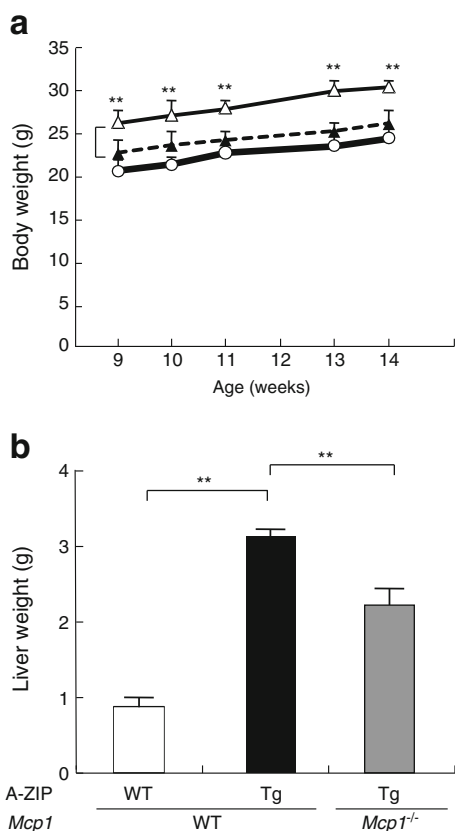 a
35
30
25
20
15
10
5
0
Body weight (g)
** ** ** ** **
9 10 11 12 13 14
Age (weeks)
b
4
3
2
1
0
Liver weight (g)
** **
A-ZIP WT Tg Tg
Mcp1 WT Mcp1-/-